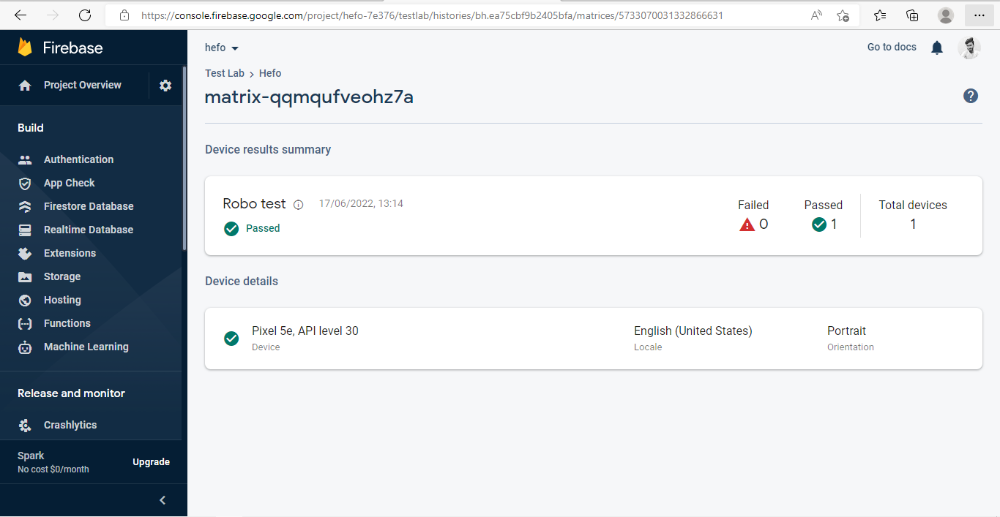 https://console.firebase.google.com/project/hefo-7e376/testlab/histories/bh.ea75cbf9b2405bfa/matrices/5733070031332866631
Firebase
Project Overview
Build
Authentication
App Check
Firestore Database
Realtime Database
Extensions
Storage
Hosting
Functions
Machine Learning
Release and monitor
Crashlytics
Spark
No cost $0/month
Upgrade
hefo
Go to docs
Test Lab > Hefo
matrix-qqmqufveohz7a
Device results summary
Robo test 17/06/2022, 13:14
Passed
Failed Passed Total devices
0 1 1
Device details
Pixel 5e, API level 30 English (United States) Portrait
Device Locale Orientation